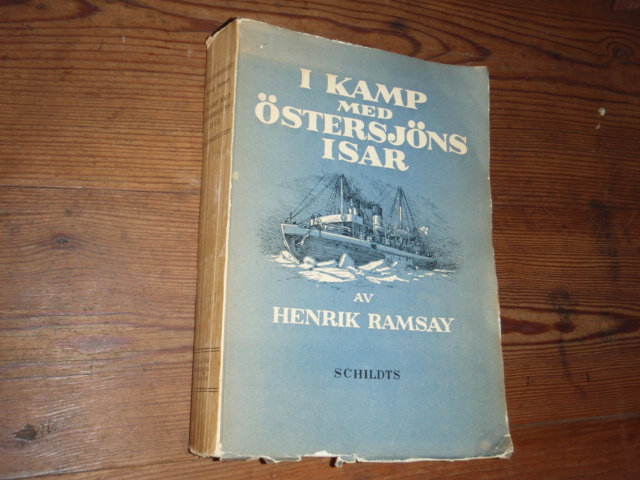 I KAMP
MED
ÖSTERSJÖNS
ISAR
AV
HENRIK RAMSAY
SCHILDTS